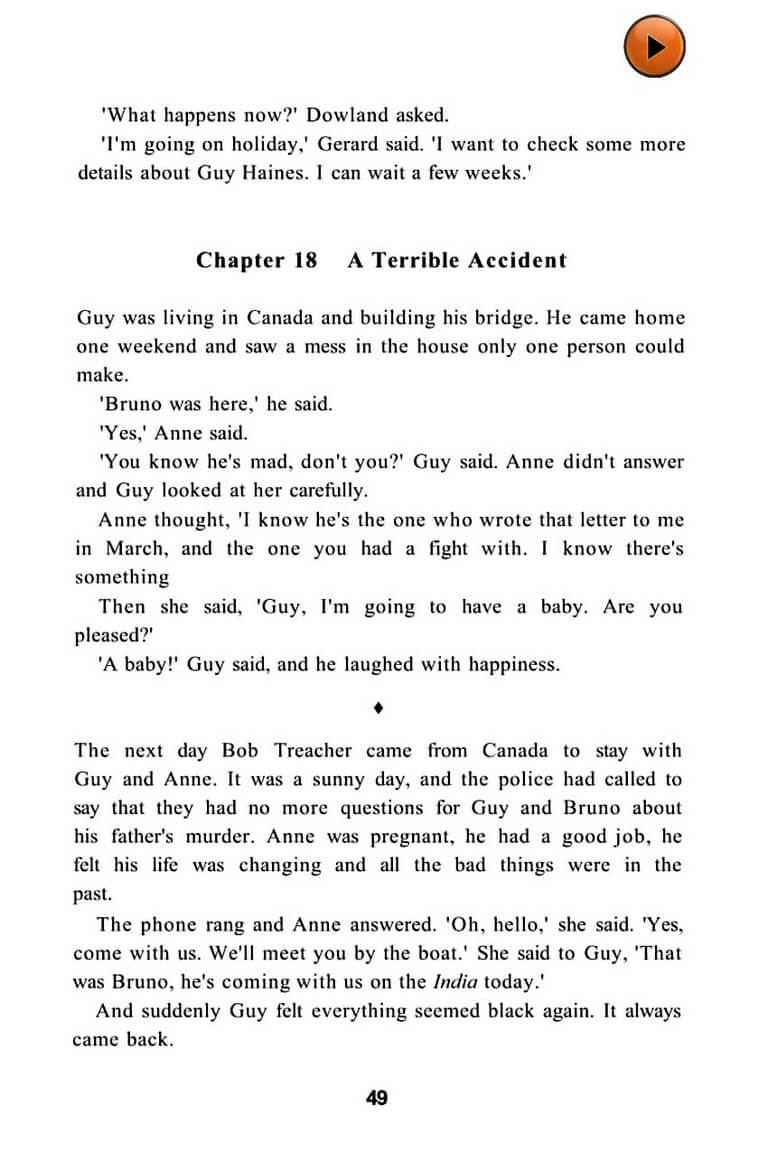 'What happens now?' Dowland asked.
'I'm going on holiday,' Gerard said. 'I want to check some more
details about Guy Haines. I can wait a few weeks.'
Chapter 18 A Terrible Accident
Guy was living in Canada and building his bridge. He came home
one weekend and saw a mess in the house only one person could
make.
'Bruno was here,' he said.
'Yes,' Anne said.
'You know he's mad, don't you?' Guy said. Anne didn't answer
and Guy looked at her carefully.
Anne thought, 'I know he's the one who wrote that letter to me
in March, and the one you had a fight with. I know there's
something
Then she said, 'Guy, I'm going to have a baby. Are you
pleased?'
'A baby!' Guy said, and he laughed with happiness.
♦
The next day Bob Treacher came from Canada to stay with
Guy and Anne. It was a sunny day, and the police had called to
say that they had no more questions for Guy and Bruno about
his father's murder. Anne was pregnant, he had a good job, he
felt his life was changing and all the bad things were in the
past.
The phone rang and Anne answered. 'Oh, hello,' she said. 'Yes,
come with us. We'll meet you by the boat.' She said to Guy, 'That
was Bruno, he's coming with us on the India today.'
And suddenly Guy felt everything seemed black again. It always
came back.
49